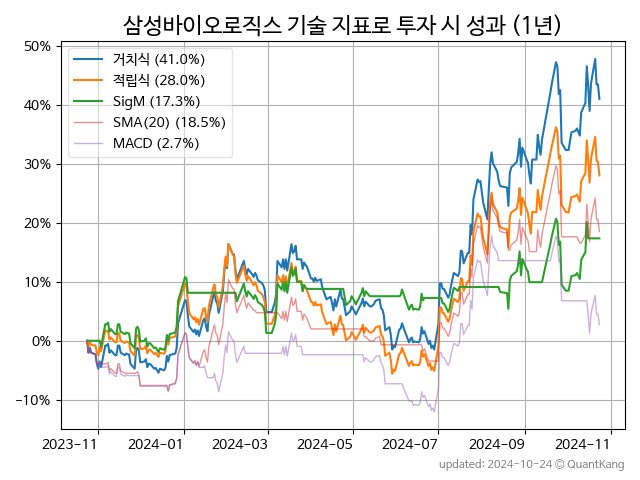 삼성바이오로직스 기술 지표로 투자 시 성과 (1년)
50%
40%
30%
20%
10%
0%
−10%
거치식 (41.0%)
적립식 (28.0%)
SigM (17.3%)
SMA(20) (18.5%)
MACD (2.7%)
2023−11
2024−01
2024−03
2024−05
2024−07
2024−09
2024−11
updated: 2024-10-24 © QuantKang